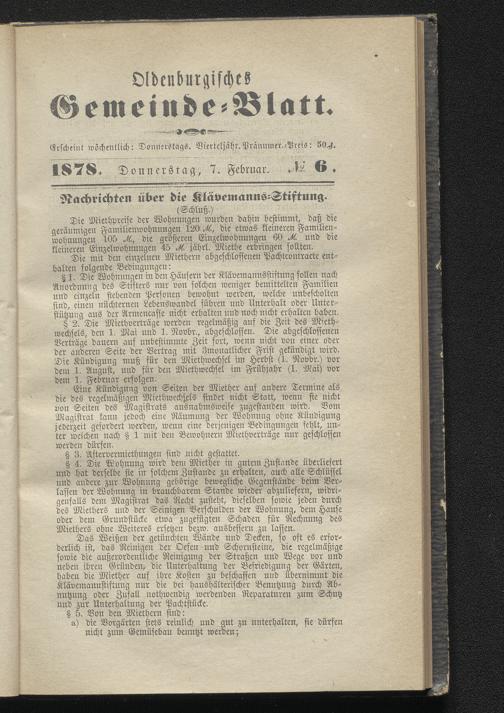 Oldenburgisches
Gemeinde-Blatt.
Erscheint wöchentlich: Donnerstags. Vierteljähr. Pränumer.-Preis: 50 ₰.
1878. Donnerstag, 7. Februar. № 6.
Nachrichten über die Klävemanns-Stiftung.
(Schluß.)
Die Miethpreise der Wohnungen wurden dahin bestimmt, daß die
geräumigen Familienwohnungen 120 ℳ, die etwas kleineren Familien-
wohnungen 105 ℳ, die größeren Einzelwohnungen 60 ℳ und die
kleineren Einzelwohnungen 45 ℳ jährl. Miethe erbringen sollten.
Die mit den einzelnen Miethern abgeschlossenen Pachtcontracte ent-
halten folgende Bedingungen:
§ 1. Die Wohnungen in den Häusern der Klävemannsstiftung sollen nach
Anordnung des Stifters nur von solchen weniger bemittelten Familien
und einzeln stehenden Personen bewohnt werden, welche unbescholten
sind, einen nüchternen Lebenswandel führen und Unterhalt oder Unter-
stützung aus der Armencasse nicht erhalten und noch nicht erhalten haben.
§ 2. Die Miethverträge werden regelmäßig auf die Zeit des Mieth-
wechsels, den 1. Mai und 1. Novbr., abgeschlossen. Die abgeschlossenen
Verträge dauern auf unbestimmte Zeit fort, wenn nicht von einer oder
der anderen Seite der Vertrag mit 3monatlicher Frist gekündigt wird.
Die Kündigung muß für den Miethwechsel im Herbst (1. Novbr.) vor
dem 1. August, und für den Miethwechsel im Frühjahr (1. Mai) vor
dem 1. Februar erfolgen.
Eine Kündigung von Seiten der Miether auf andere Termine als
die des regelmäßigen Miethwechsels findet nicht Statt, wenn sie nicht
von Seiten des Magistrats ausnahmsweise zugestanden wird. Vom
Magistrat kann jedoch eine Räumung der Wohnung ohne Kündigung
jederzeit gefordert werden, wenn eine derjenigen Bedingungen fehlt, un-
ter welchen nach § 1 mit den Bewohnern Miethverträge nur geschlossen
werden dürfen.
§ 3. Aftervermiethungen sind nicht gestattet.
§ 4. Die Wohnung wird dem Miether in gutem Zustande überliefert
und hat derselbe sie in solchem Zustande zu erhalten, auch alle Schlüssel
und andere zur Wohnung gehörige bewegliche Gegenstände beim Ver-
lassen der Wohnung in brauchbarem Stande wieder abzuliefern, widri-
genfalls dem Magistrat das Recht zusteht, dieselben sowie jeden durch
des Miethers und der Seinigen Verschulden der Wohnung, dem Hause
oder dem Grundstücke etwa zugefügten Schaden für Rechnung des
Miethers ohne Weiteres ersetzen bezw. ausbessern zu lassen.
Das Weißen der getünchten Wände und Decken, so oft es erfor-
derlich ist, das Reinigen der Oefen und Schornsteine, die regelmäßige
sowie die außerordentliche Reinigung der Straßen und Wege vor und
neben ihren Gründen, die Unterhaltung der Befriedigung der Gärten,
haben die Miether auf ihre Kosten zu beschaffen und übernimmt die
Klävemannstiftung nur die bei haushälterischer Benutzung durch Ab-
nutzung oder Zufall nothwendig werdenden Reparaturen zum Schutz
und zur Unterhaltung der Pachtstücke.
§ 5. Von den Miethern sind:
a) die Vorgärten stets reinlich und gut zu unterhalten, sie dürfen
nicht zum Gemüsebau benutzt werden;